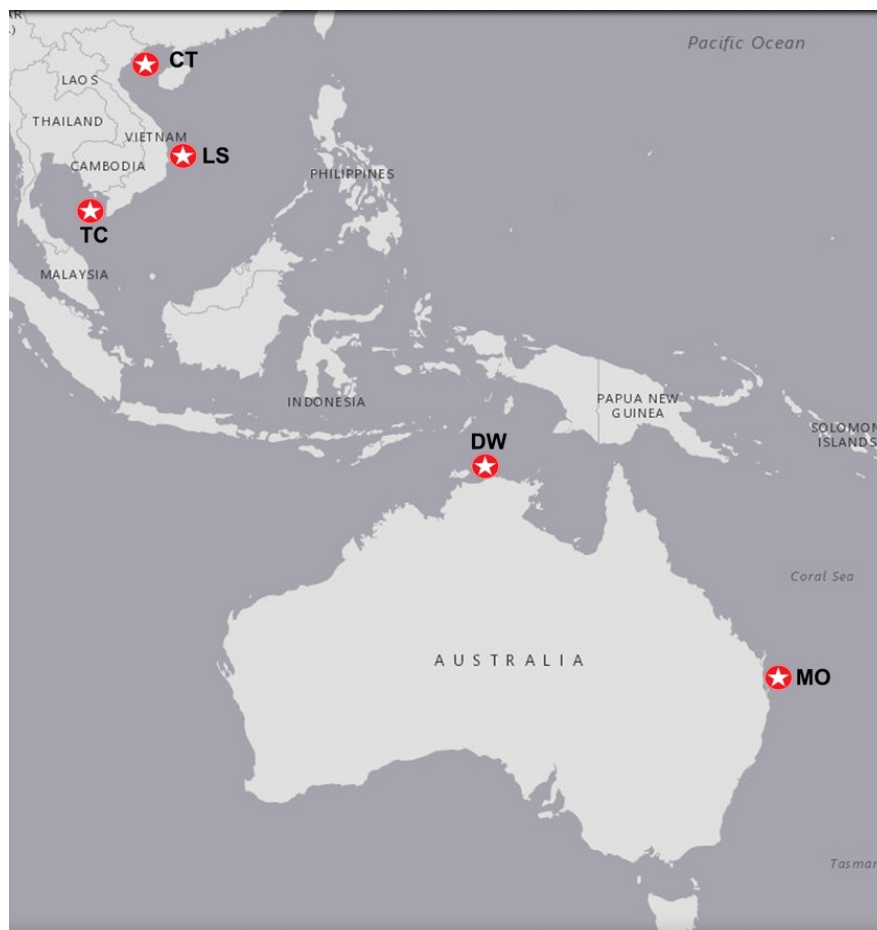 Pacific Ocean
CT
LAOS
THAILAND
VIETNAM
LS
CAMBODIA
PHILIPPINES
TC
MALAYSIA
INDONESIA
PAPUA NEW
GUINEA
SOLOMON
ISLANDS
DW
Coral Sea
AUSTRALIA
MO
Tasman